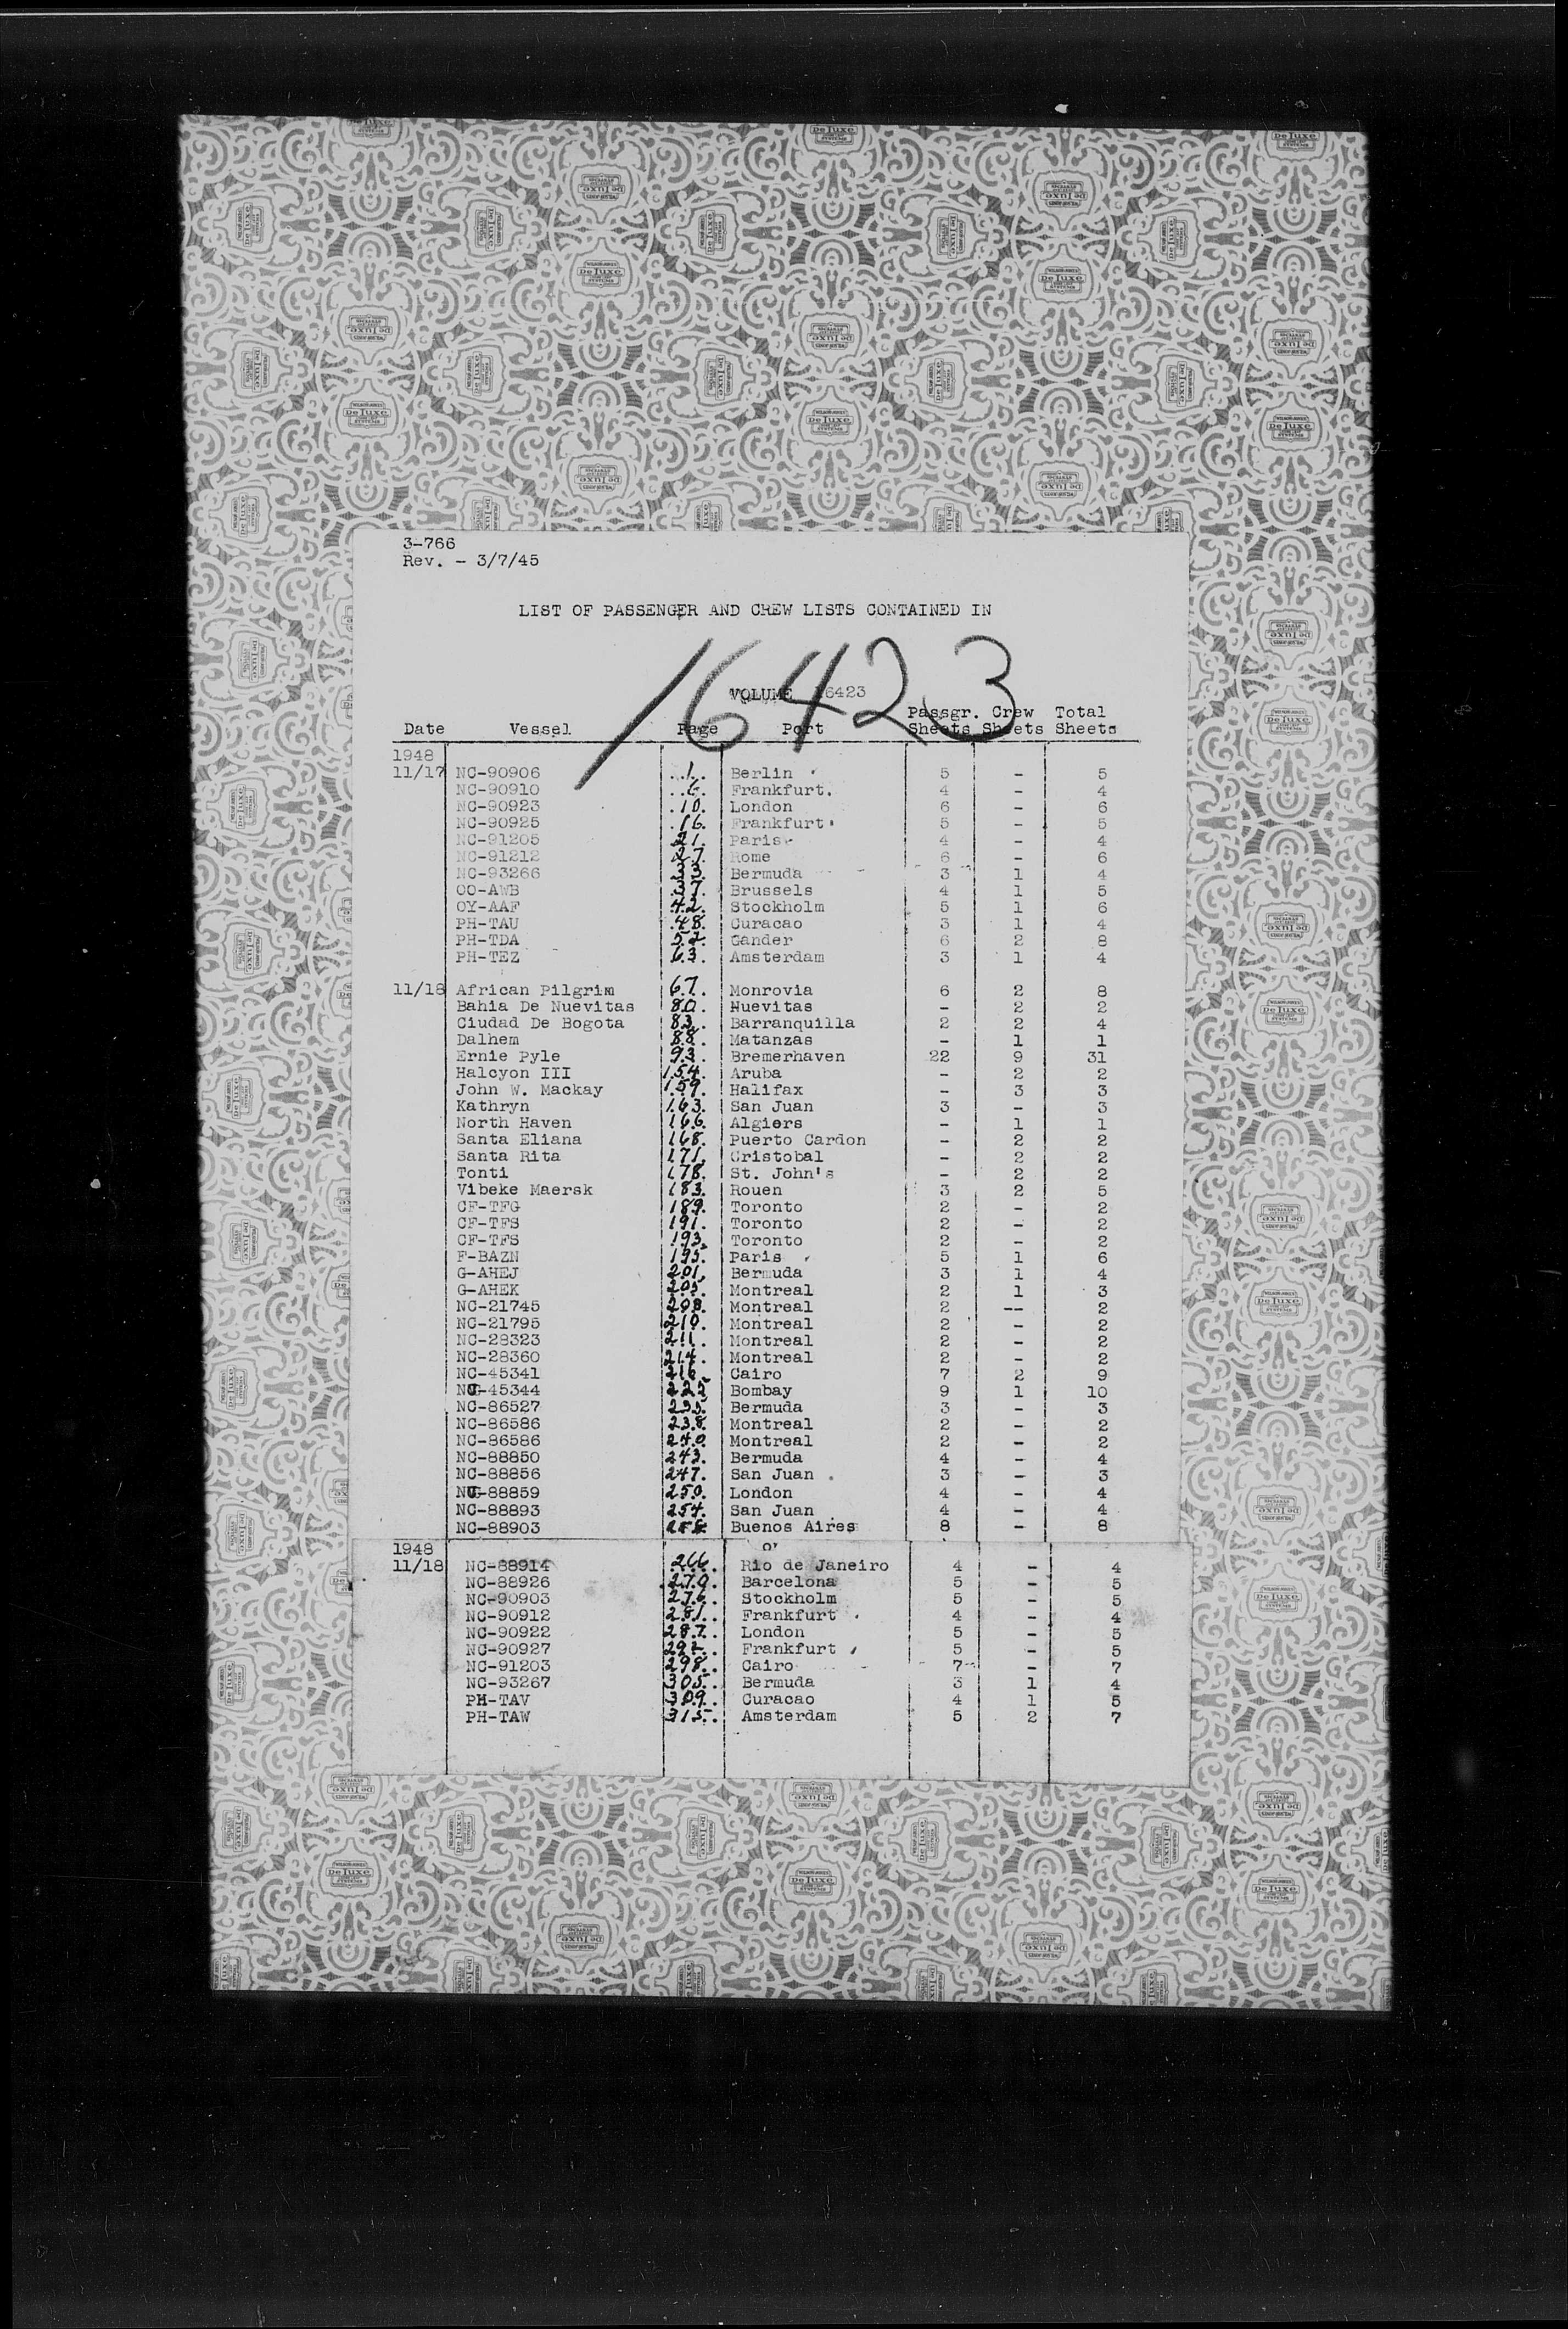 3-766
Rev. - 3/7/45
LIST OF PASSENGER AND CREW LISTS CONTAINED IN
16423
VOLUME 16423
Passgr. Crew Total
Date Vessel Page Port Sheets Sheets Sheets
1948
11/17 NC-90906 1. Berlin 5 - 5
NC-90910 6. Frankfurt. 4 - 4
NC-90923 10. London 6 - 6
NC-90925 16. Frankfurt 5 - 5
NC-91205 21. Paris 4 - 4
NC-91212 27. Rome 6 - 6
NC-93266 33. Bermuda 3 1 4
OO-AWB 37. Brussels 4 1 5
OY-AAF 42. Stockholm 5 1 6
PH-TAU 48. Curacao 3 1 4
PH-TDA 52. Gander 6 2 8
PH-TEZ 63. Amsterdam 3 1 4
11/18 African Pilgrim 67. Monrovia 6 2 8
Bahia De Nuevitas 80. Nuevitas - 2 2
Ciudad De Bogota 83. Barranquilla 2 2 4
Dalhem 88. Matanzas - 1 1
Ernie Pyle 93. Bremerhaven 22 9 31
Halcyon III 154. Aruba - 2 2
John W. Mackay 159. Halifax - 3 3
Kathryn 163. San Juan 3 - 3
North Haven 166. Algiers - 1 1
Santa Eliana 168. Puerto Cardon - 2 2
Santa Rita 171. Cristobal - 2 2
Tonti 178. St. John's - 2 2
Vibeke Maersk 183. Rouen 3 2 5
CF-TFG 189. Toronto 2 - 2
CF-TFS 191. Toronto 2 - 2
CF-TFS 193. Toronto 2 - 2
F-BAZN 195. Paris 5 1 6
G-AHEJ 201. Bermuda 3 1 4
G-AHEK 205. Montreal 2 1 3
NC-21745 208. Montreal 2 -- 2
NC-21795 210. Montreal 2 - 2
NC-28323 211. Montreal 2 - 2
NC-28360 214. Montreal 2 - 2
NC-45341 216. Cairo 7 2 9
NC-45344 225. Bombay 9 1 10
NC-86527 235. Bermuda 3 - 3
NC-86586 238. Montreal 2 - 2
NC-86586 240. Montreal 2 - 2
NC-88850 243. Bermuda 4 - 4
NC-88856 247. San Juan 3 - 3
NC-88859 250. London 4 - 4
NC-88893 254. San Juan 4 - 4
NC-88903 258. Buenos Aires 8 - 8
1948
11/18 NC-88914 266. Rio de Janeiro 4 - 4
NC-88926 270. Barcelona 5 - 5
NC-90903 276. Stockholm 5 - 5
NC-90912 281. Frankfurt 4 - 4
NC-90922 287. London 5 - 5
NC-90927 292. Frankfurt 5 - 5
NC-91203 298. Cairo 7 - 7
NC-93267 305. Bermuda 3 1 4
PH-TAV 309. Curacao 4 1 5
PH-TAW 315. Amsterdam 5 2 7